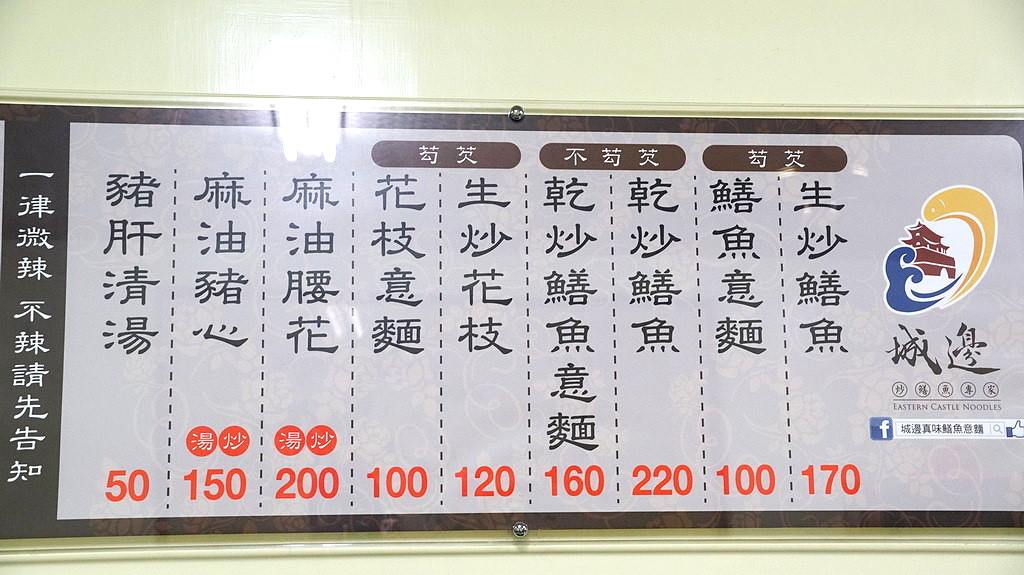 城邊
炒鱔魚專家
EASTERN CASTLE NOODLES
f 城邊真味鱔魚意麵
芶芡
生炒鱔魚
170
鱔魚意麵
100
不芶芡
乾炒鱔魚
220
乾炒鱔魚意麵
160
芶芡
生炒花枝
120
花枝意麵
100
麻油腰花
湯炒
200
麻油豬心
湯炒
150
豬肝清湯
50
一律微辣 不辣請先告知